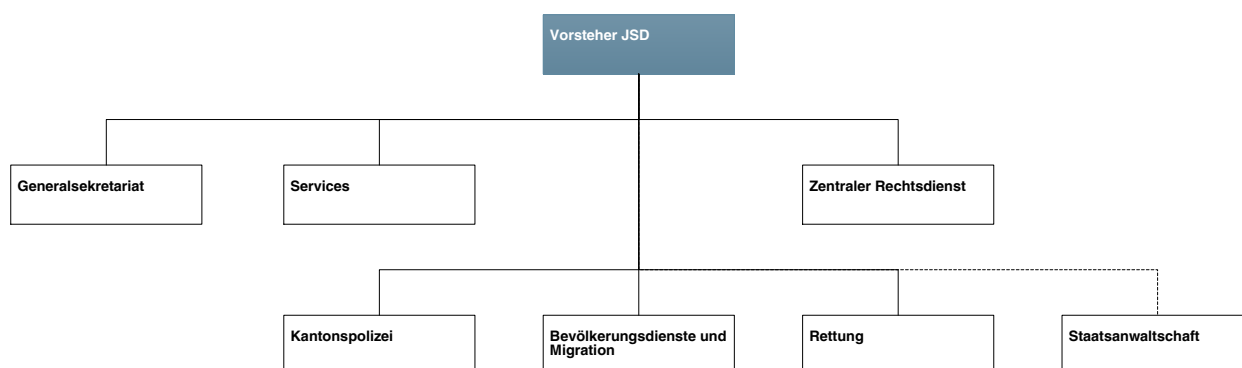 Vorsteher JSD
Generalsekretariat
Services
Zentraler Rechtsdienst
Kantonspolizei
Bevölkerungsdienste und
Migration
Rettung
Staatsanwaltschaft